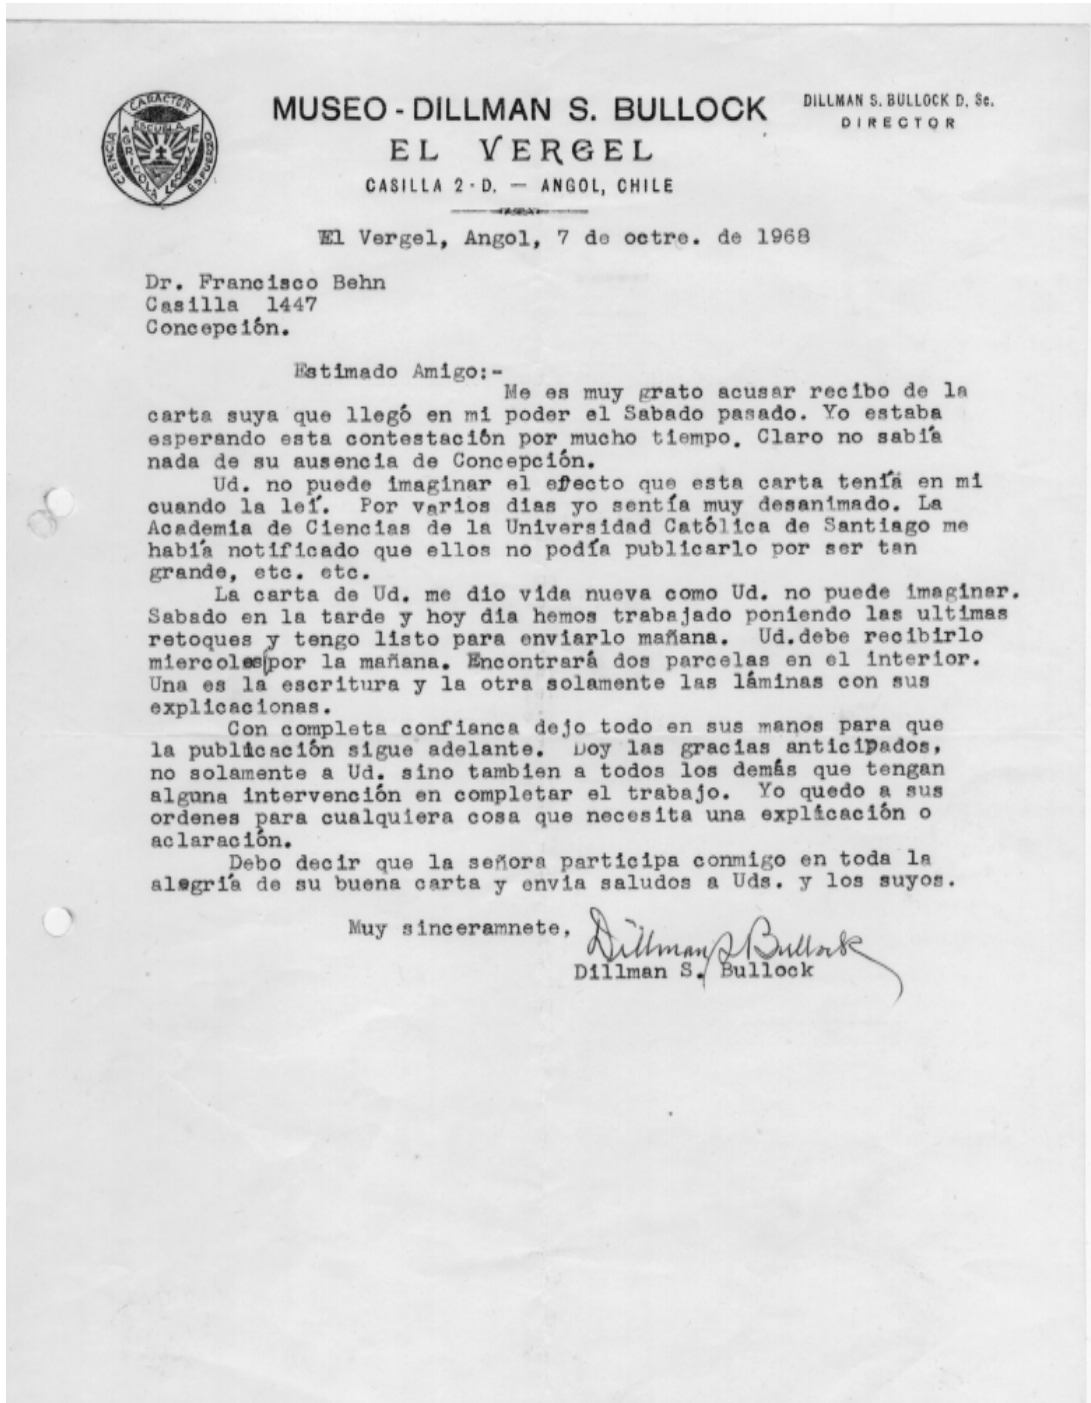 CARACTER
CIENCIA
ESFUERZO
ESCUELA
AGRICOLA
EL VERGEL
MUSEO - DILLMAN S. BULLOCK
DILLMAN S. BULLOCK D, Sc.
DIRECTOR
EL VERGEL
CASILLA 2 - D. — ANGOL, CHILE
El Vergel, Angol, 7 de octre. de 1968
Dr. Francisco Behn
Casilla 1447
Concepción.
Estimado Amigo:-
Me es muy grato acusar recibo de la
carta suya que llegó en mi poder el Sabado pasado. Yo estaba
esperando esta contestación por mucho tiempo. Claro no sabía
nada de su ausencia de Concepción.
Ud. no puede imaginar el efecto que esta carta tenía en mi
cuando la leí. Por varios dias yo sentía muy desanimado. La
Academia de Ciencias de la Universidad Católica de Santiago me
había notificado que ellos no podía publicarlo por ser tan
grande, etc. etc.
La carta de Ud. me dio vida nueva como Ud. no puede imaginar.
Sabado en la tarde y hoy dia hemos trabajado poniendo las ultimas
retoques y tengo listo para enviarlo mañana. Ud.debe recibirlo
miercoles por la mañana. Encontrará dos parcelas en el interior.
Una es la escritura y la otra solamente las láminas con sus
explicacionas.
Con completa confianca dejo todo en sus manos para que
la publicación sigue adelante. Doy las gracias anticipados,
no solamente a Ud. sino tambien a todos los demás que tengan
alguna intervención en completar el trabajo. Yo quedo a sus
ordenes para cualquiera cosa que necesita una explicación o
aclaración.
Debo decir que la señora participa conmigo en toda la
alegría de su buena carta y envia saludos a Uds. y los suyos.
Muy sinceramnete,
Dillman S Bullock
Dillman S. Bullock